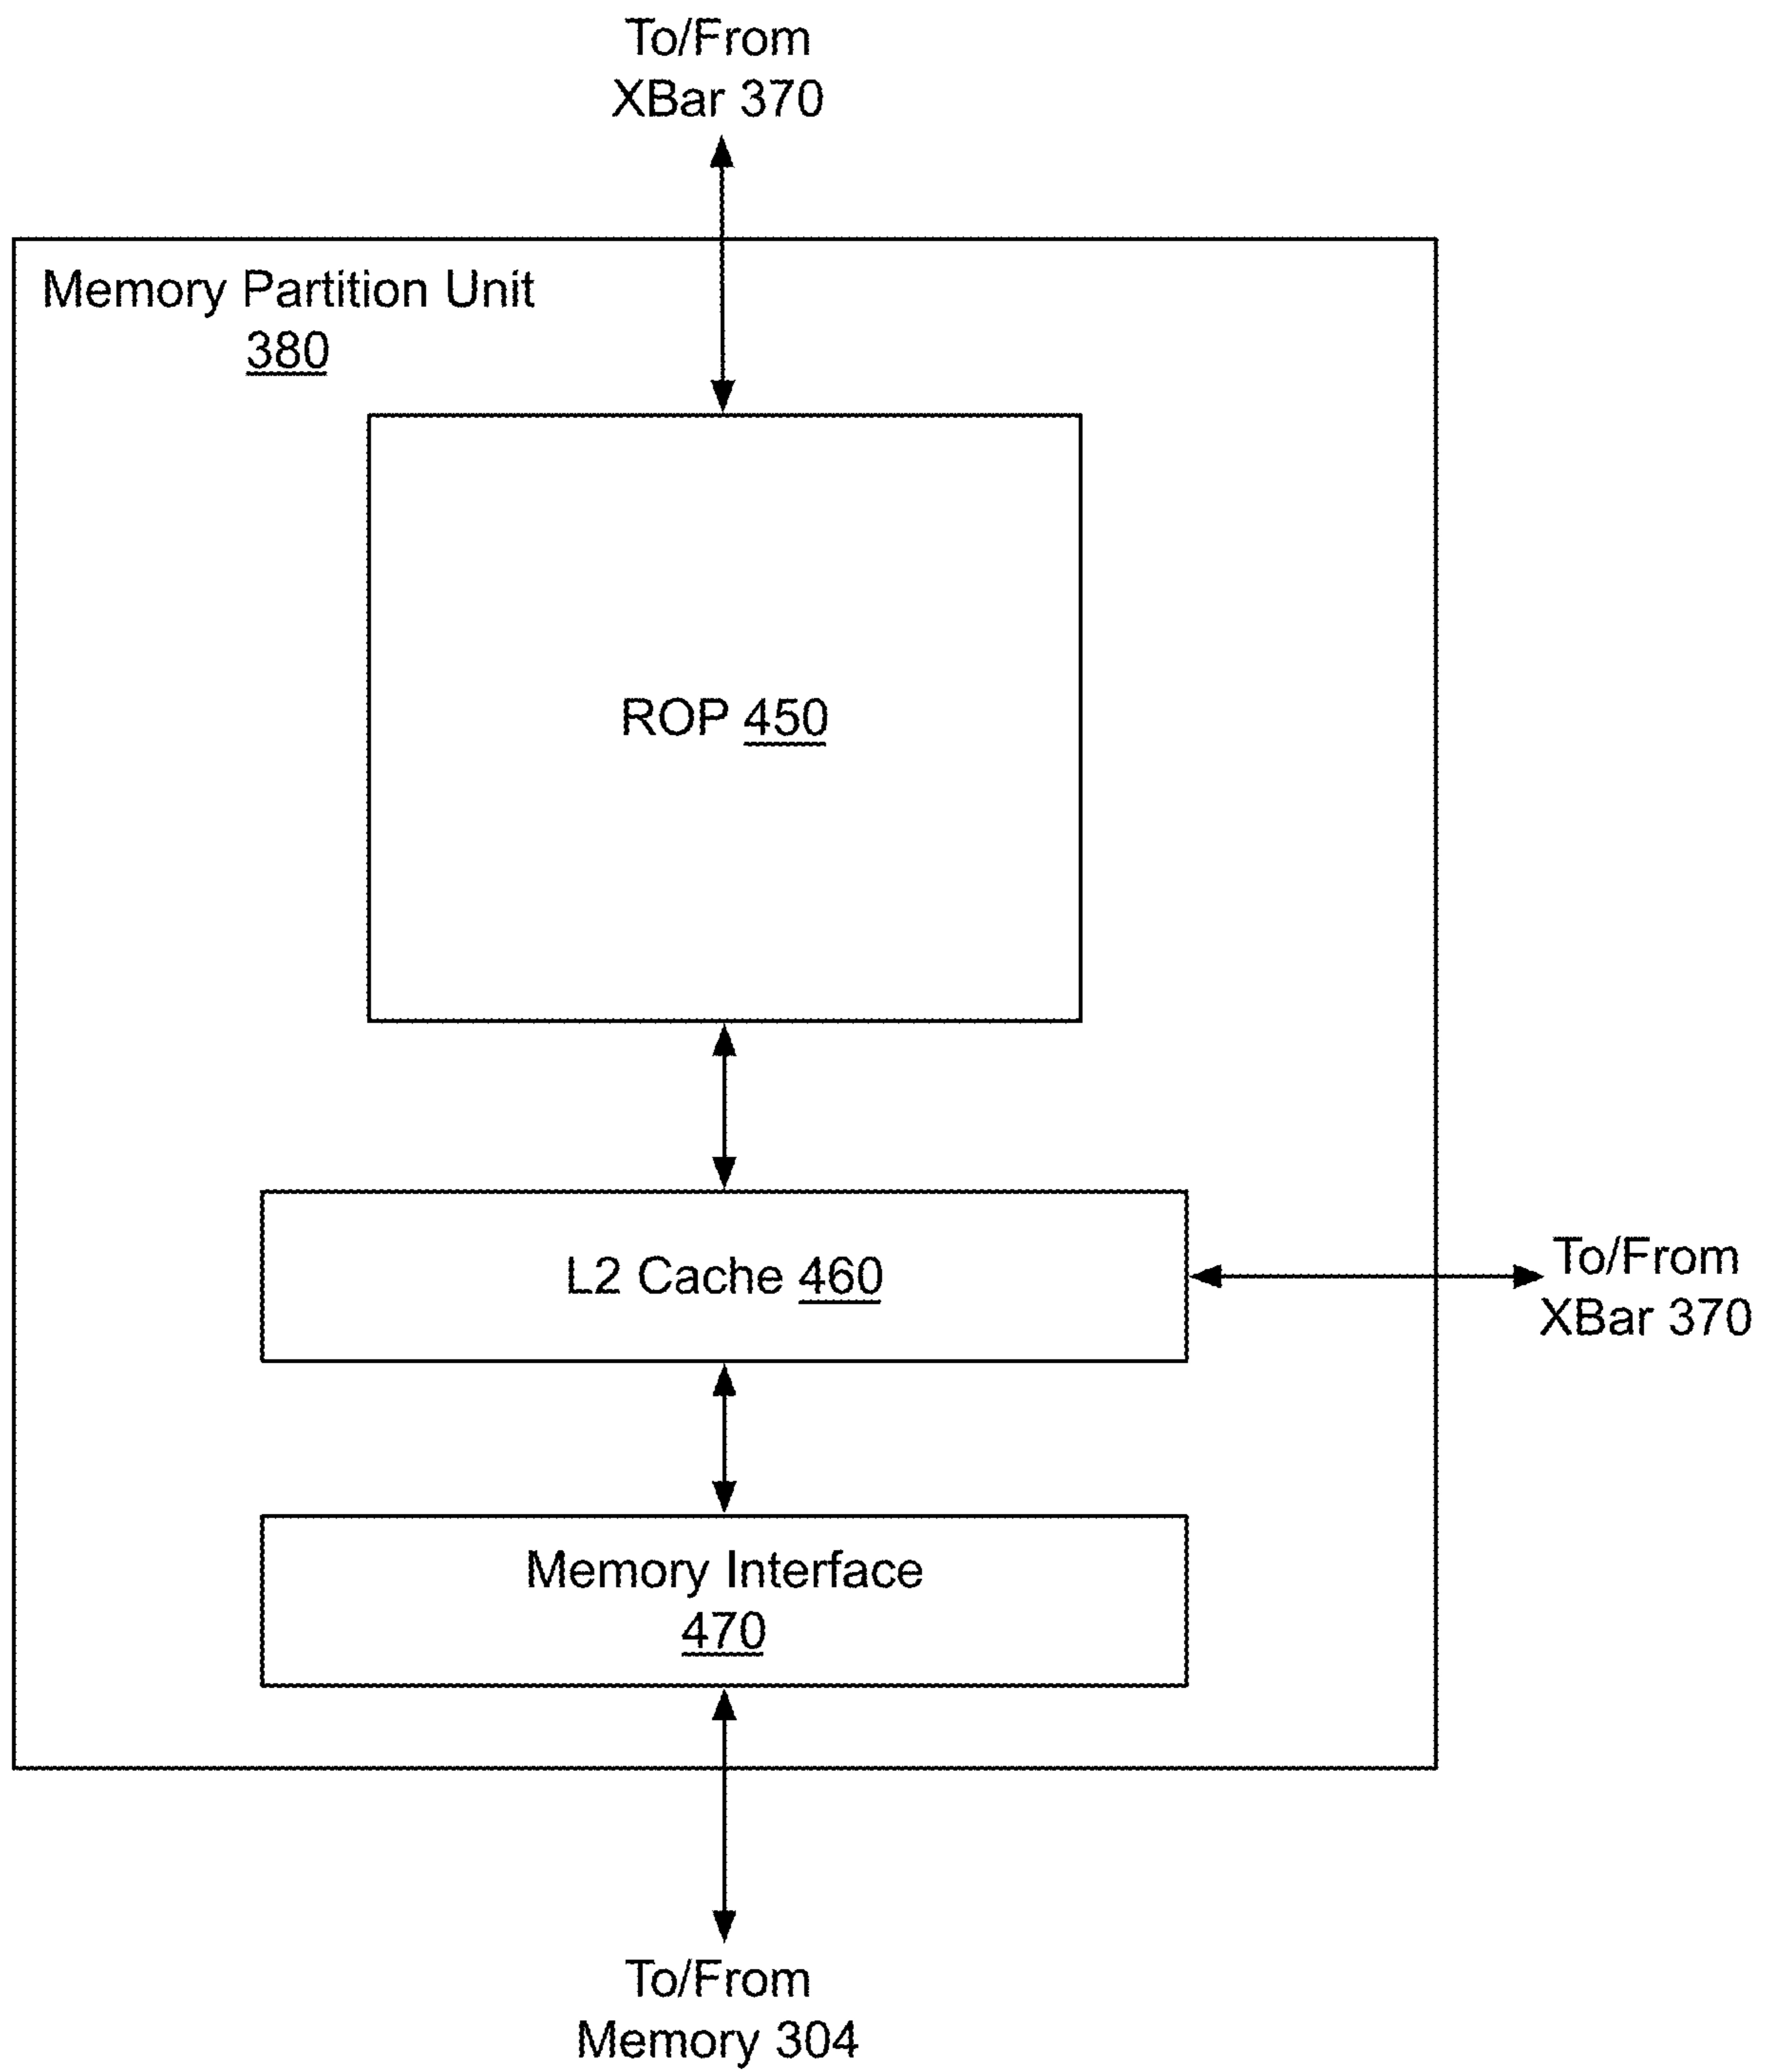 To/From
XBar 370
Memory Partition Unit
380
ROP 450
L2 Cache 460
To/From
XBar 370
Memory Interface
470
To/From
Memory 304